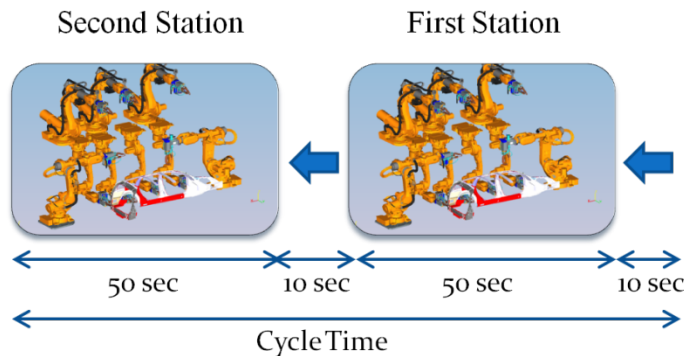 Second Station
First Station
50 sec
10 sec
50 sec
10 sec
Cycle Time